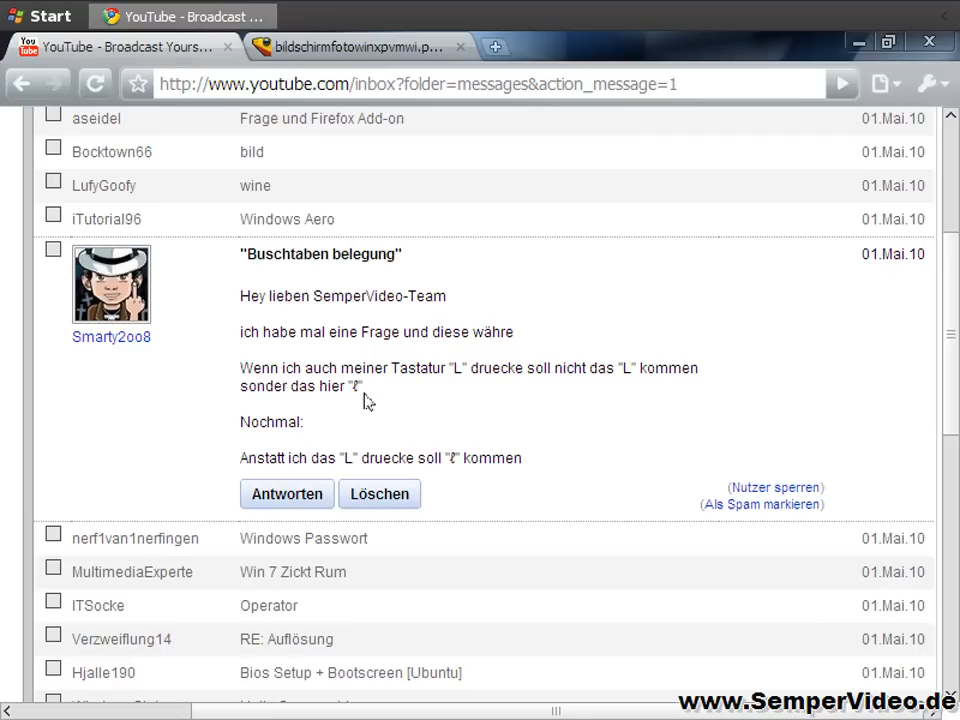 Start
YouTube - Broadcast ...
You
Tube
YouTube - Broadcast Yours...
bildschirmfotowinxpvmwi.p...
http://www.youtube.com/inbox?folder=messages&action_message=1
aseidel Frage und Firefox Add-on 01.Mai.10
Bocktown66 bild 01.Mai.10
LufyGoofy wine 01.Mai.10
iTutorial96 Windows Aero 01.Mai.10
"Buschtaben belegung" 01.Mai.10
Hey lieben SemperVideo-Team
ich habe mal eine Frage und diese währe
Smarty2oo8
Wenn ich auch meiner Tastatur "L" druecke soll nicht das "L" kommen
sonder das hier "ℓ"
Nochmal:
Anstatt ich das "L" druecke soll "ℓ" kommen
Antworten Löschen
(Nutzer sperren)
(Als Spam markieren)
nerf1van1nerfingen Windows Passwort 01.Mai.10
MultimediaExperte Win 7 Zickt Rum 01.Mai.10
ITSocke Operator 01.Mai.10
Verzweiflung14 RE: Auflösung 01.Mai.10
Hjalle190 Bios Setup + Bootscreen [Ubuntu] 01.Mai.10
www.SemperVideo.de